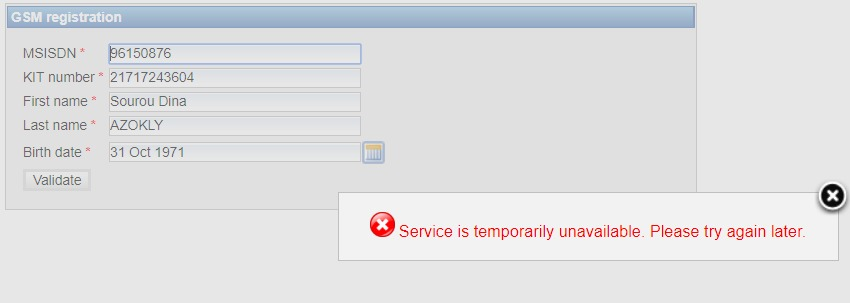 GSM registration
MSISDN * 96150876
KIT number * 21717243604
First name * Sourou Dina
Last name * AZOKLY
Birth date * 31 Oct 1971
Validate
Service is temporarily unavailable. Please try again later.